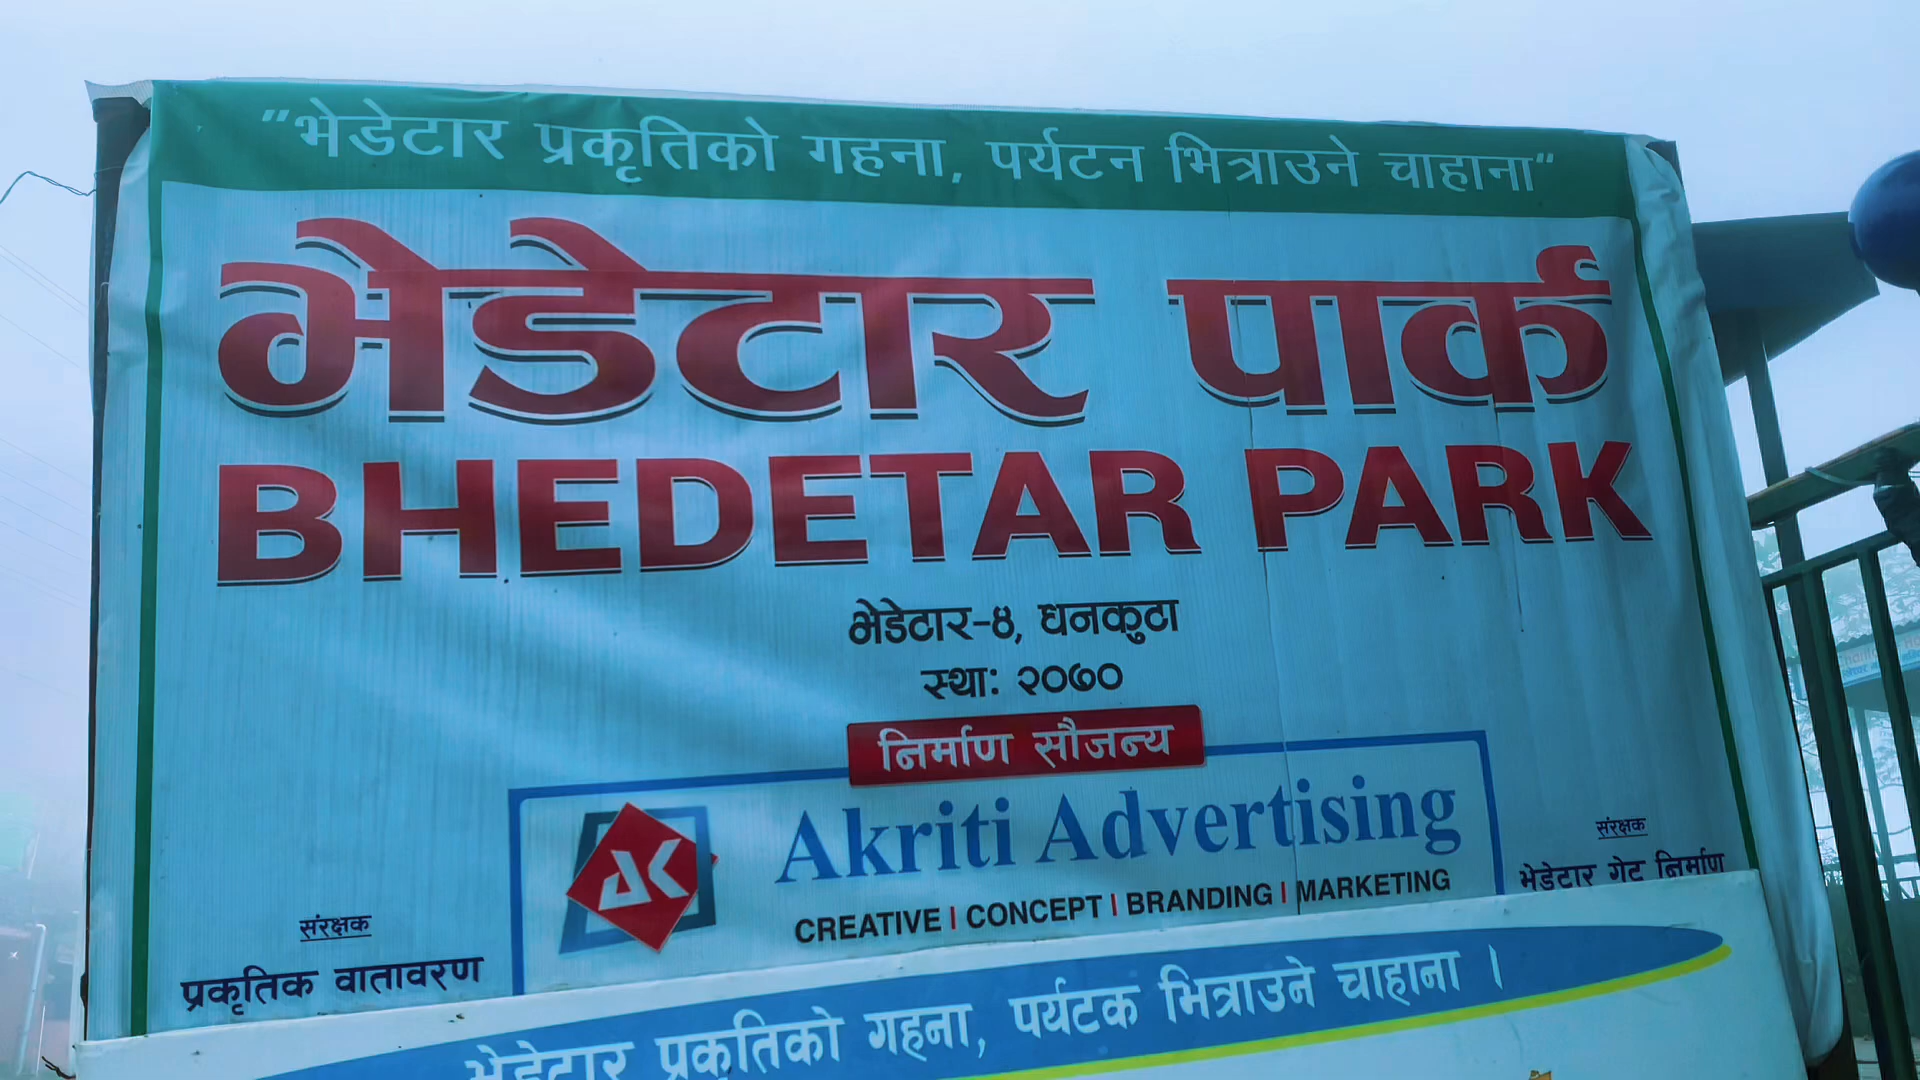 "भेडेटार प्रकृतिको गहना, पर्यटन भित्राउने चाहाना"
भेडेटार पार्क
BHEDETAR PARK
भेडेटार-४, धनकुटा
स्था: २०७०
निर्माण सौजन्य
AK
Akriti Advertising
CREATIVE | CONCEPT | BRANDING | MARKETING
संरक्षक
प्रकृतिक वातावरण
संरक्षक
भेडेटार गेट निर्माण
भेडेटार प्रकृतिको गहना, पर्यटक भित्राउने चाहाना ।